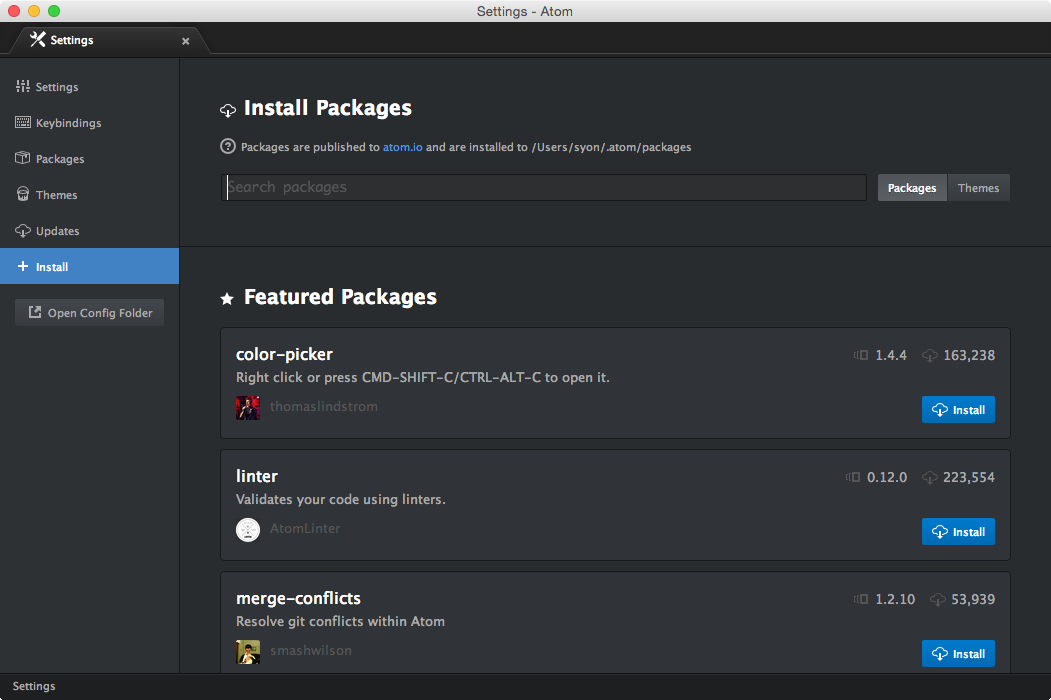 Settings - Atom
Settings
Settings
Keybindings
Packages
Themes
Updates
Install
Open Config Folder
Install Packages
Packages are published to atom.io and are installed to /Users/syon/.atom/packages
Search packages
Packages Themes
Featured Packages
color-picker 1.4.4 163,238
Right click or press CMD-SHIFT-C/CTRL-ALT-C to open it.
thomaslindstrom Install
linter 0.12.0 223,554
Validates your code using linters.
AtomLinter Install
merge-conflicts 1.2.10 53,939
Resolve git conflicts within Atom
smashwilson Install
Settings